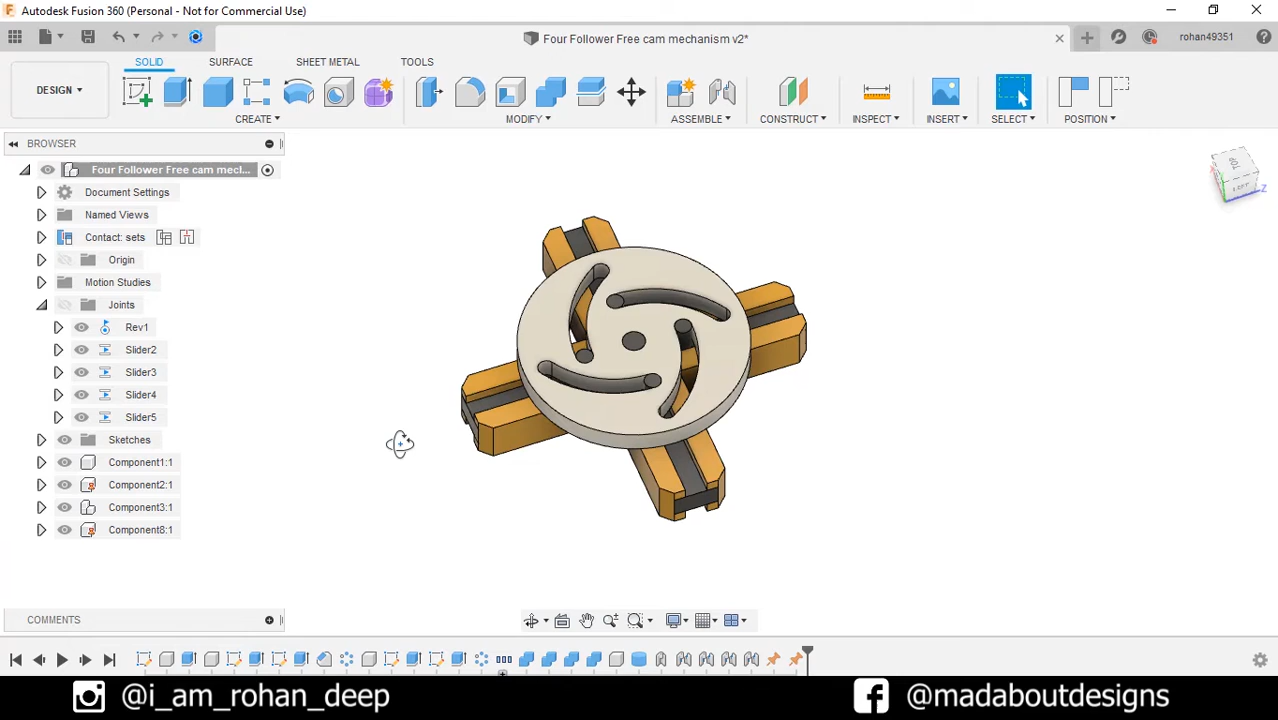 Autodesk Fusion 360 (Personal - Not for Commercial Use)
Four Follower Free cam mechanism v2*
rohan49351
DESIGN
SOLID SURFACE SHEET METAL TOOLS
CREATE MODIFY ASSEMBLE CONSTRUCT INSPECT INSERT SELECT POSITION
BROWSER
Four Follower Free cam mecl...
Document Settings
Named Views
Contact: sets
Origin
Motion Studies
Joints
Rev1
Slider2
Slider3
Slider4
Slider5
Sketches
Component1:1
Component2:1
Component3:1
Component8:1
TOP
LEFT
Z
COMMENTS
@i_am_rohan_deep @madaboutdesigns